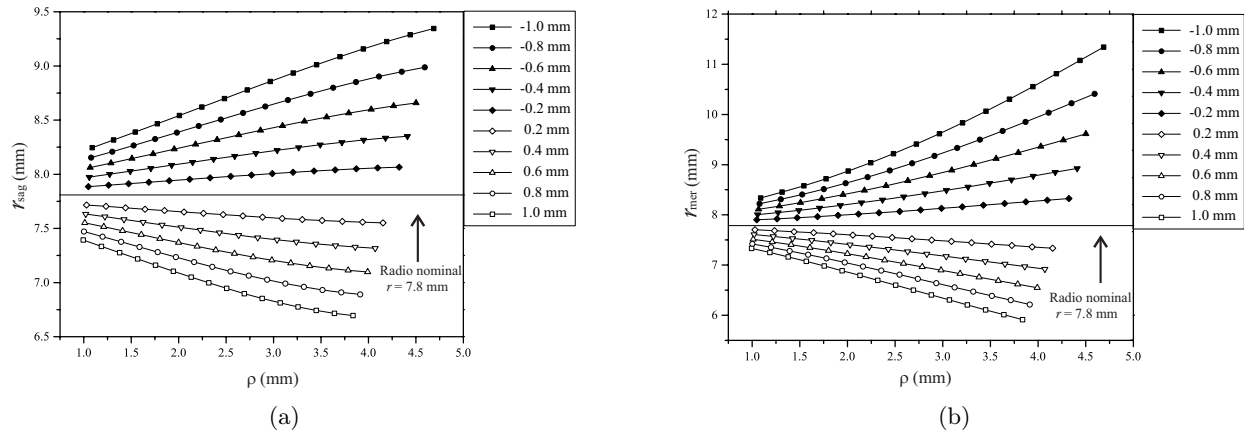 9.5
9.0
8.5
8.0
7.5
7.0
6.5
r_sag (mm)
1.0 1.5 2.0 2.5 3.0 3.5 4.0 4.5 5.0
ρ (mm)
Radio nominal
r = 7.8 mm
-1.0 mm
-0.8 mm
-0.6 mm
-0.4 mm
-0.2 mm
0.2 mm
0.4 mm
0.6 mm
0.8 mm
1.0 mm
(a)
12
11
10
9
8
7
6
r_mer (mm)
1.0 1.5 2.0 2.5 3.0 3.5 4.0 4.5 5.0
ρ (mm)
Radio nominal
r = 7.8 mm
-1.0 mm
-0.8 mm
-0.6 mm
-0.4 mm
-0.2 mm
0.2 mm
0.4 mm
0.6 mm
0.8 mm
1.0 mm
(b)